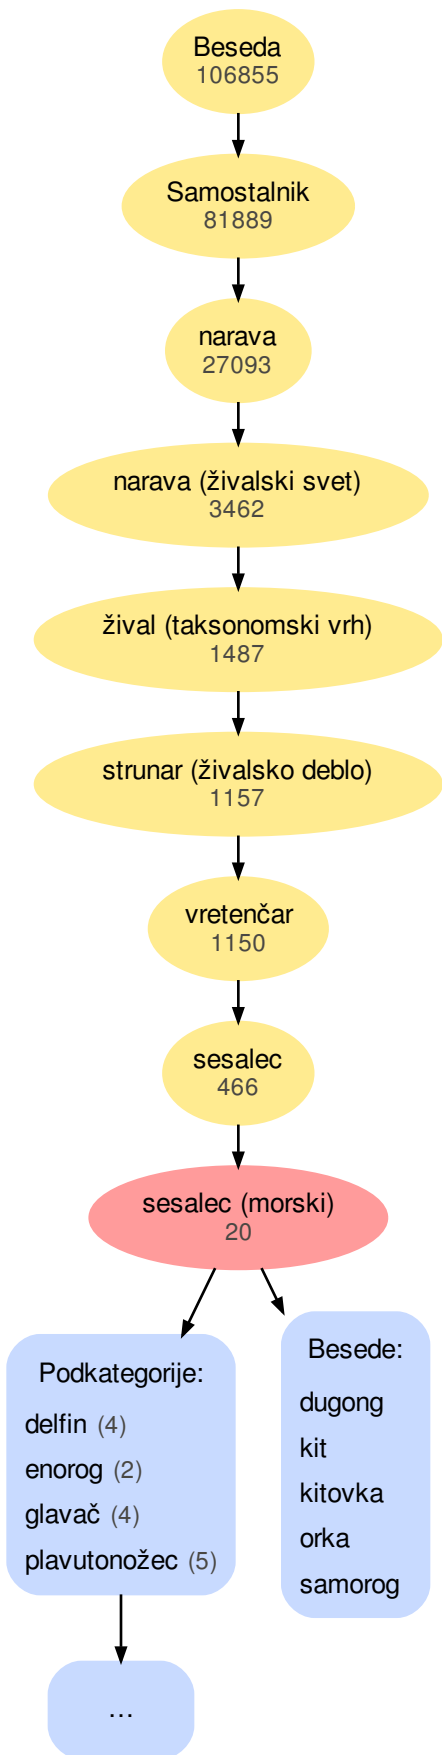 Beseda
106855
Samostalnik
81889
narava
27093
narava (živalski svet)
3462
žival (taksonomski vrh)
1487
strunar (živalsko deblo)
1157
vretenčar
1150
sesalec
466
sesalec (morski)
20
Podkategorije:
delfin (4)
enorog (2)
glavač (4)
plavutonožec (5)
...
Besede:
dugong
kit
kitovka
orka
samorog